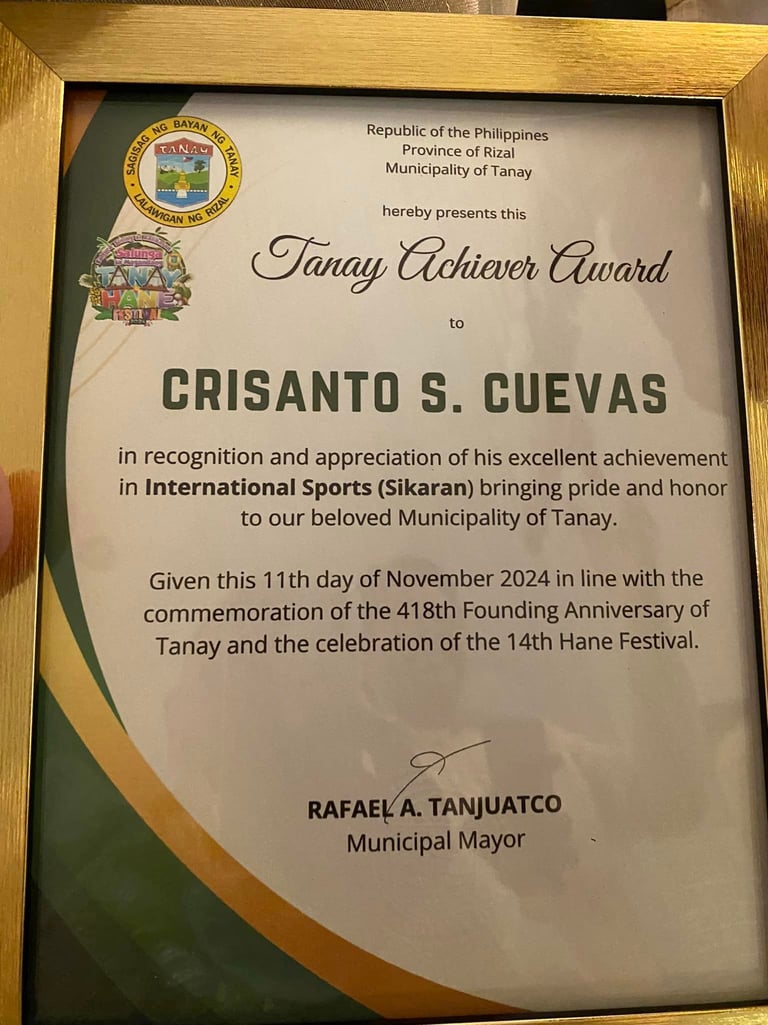 SAGISAG NG BAYAN NG TANAY
TANAY
LALAWIGAN NG RIZAL
Salunga
TANAY
HANE
FESTIVAL
Republic of the Philippines
Province of Rizal
Municipality of Tanay
hereby presents this
Tanay Achiever Award
to
CRISANTO S. CUEVAS
in recognition and appreciation of his excellent achievement
in International Sports (Sikaran) bringing pride and honor
to our beloved Municipality of Tanay.
Given this 11th day of November 2024 in line with the
commemoration of the 418th Founding Anniversary of
Tanay and the celebration of the 14th Hane Festival.
RAFAEL A. TANJUATCO
Municipal Mayor